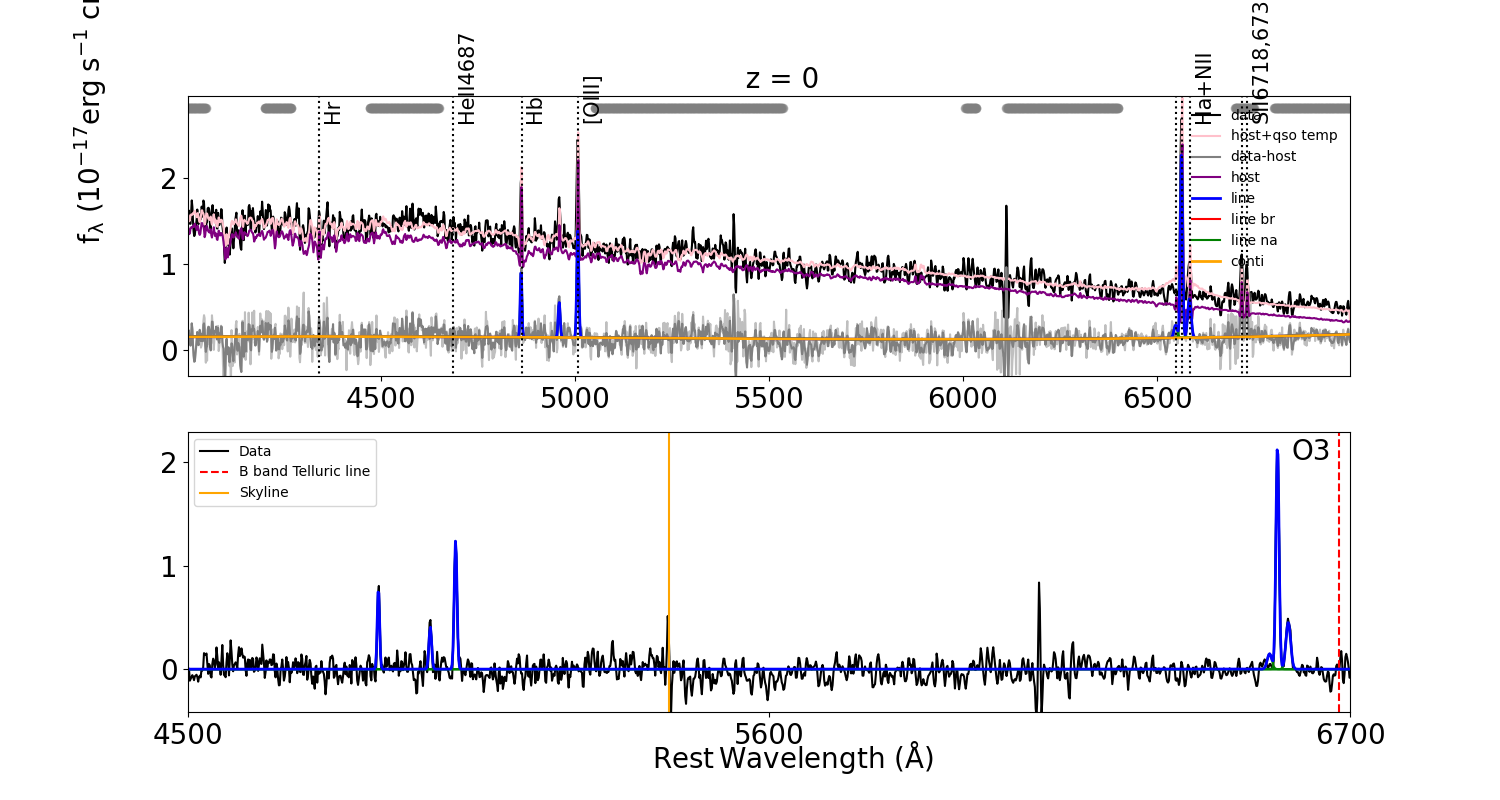 z = 0
f_λ (10^{-17} erg s^{-1} c
Hr
HeII4687
Hb
[OIII]
Ha+NII
SII6718,673
data
host+qso temp
data-host
host
line
line br
line na
conti
2
1
0
4500 5000 5500 6000 6500
Data
B band Telluric line
Skyline
O3
2
1
0
4500 5600 6700
Rest Wavelength (Å)